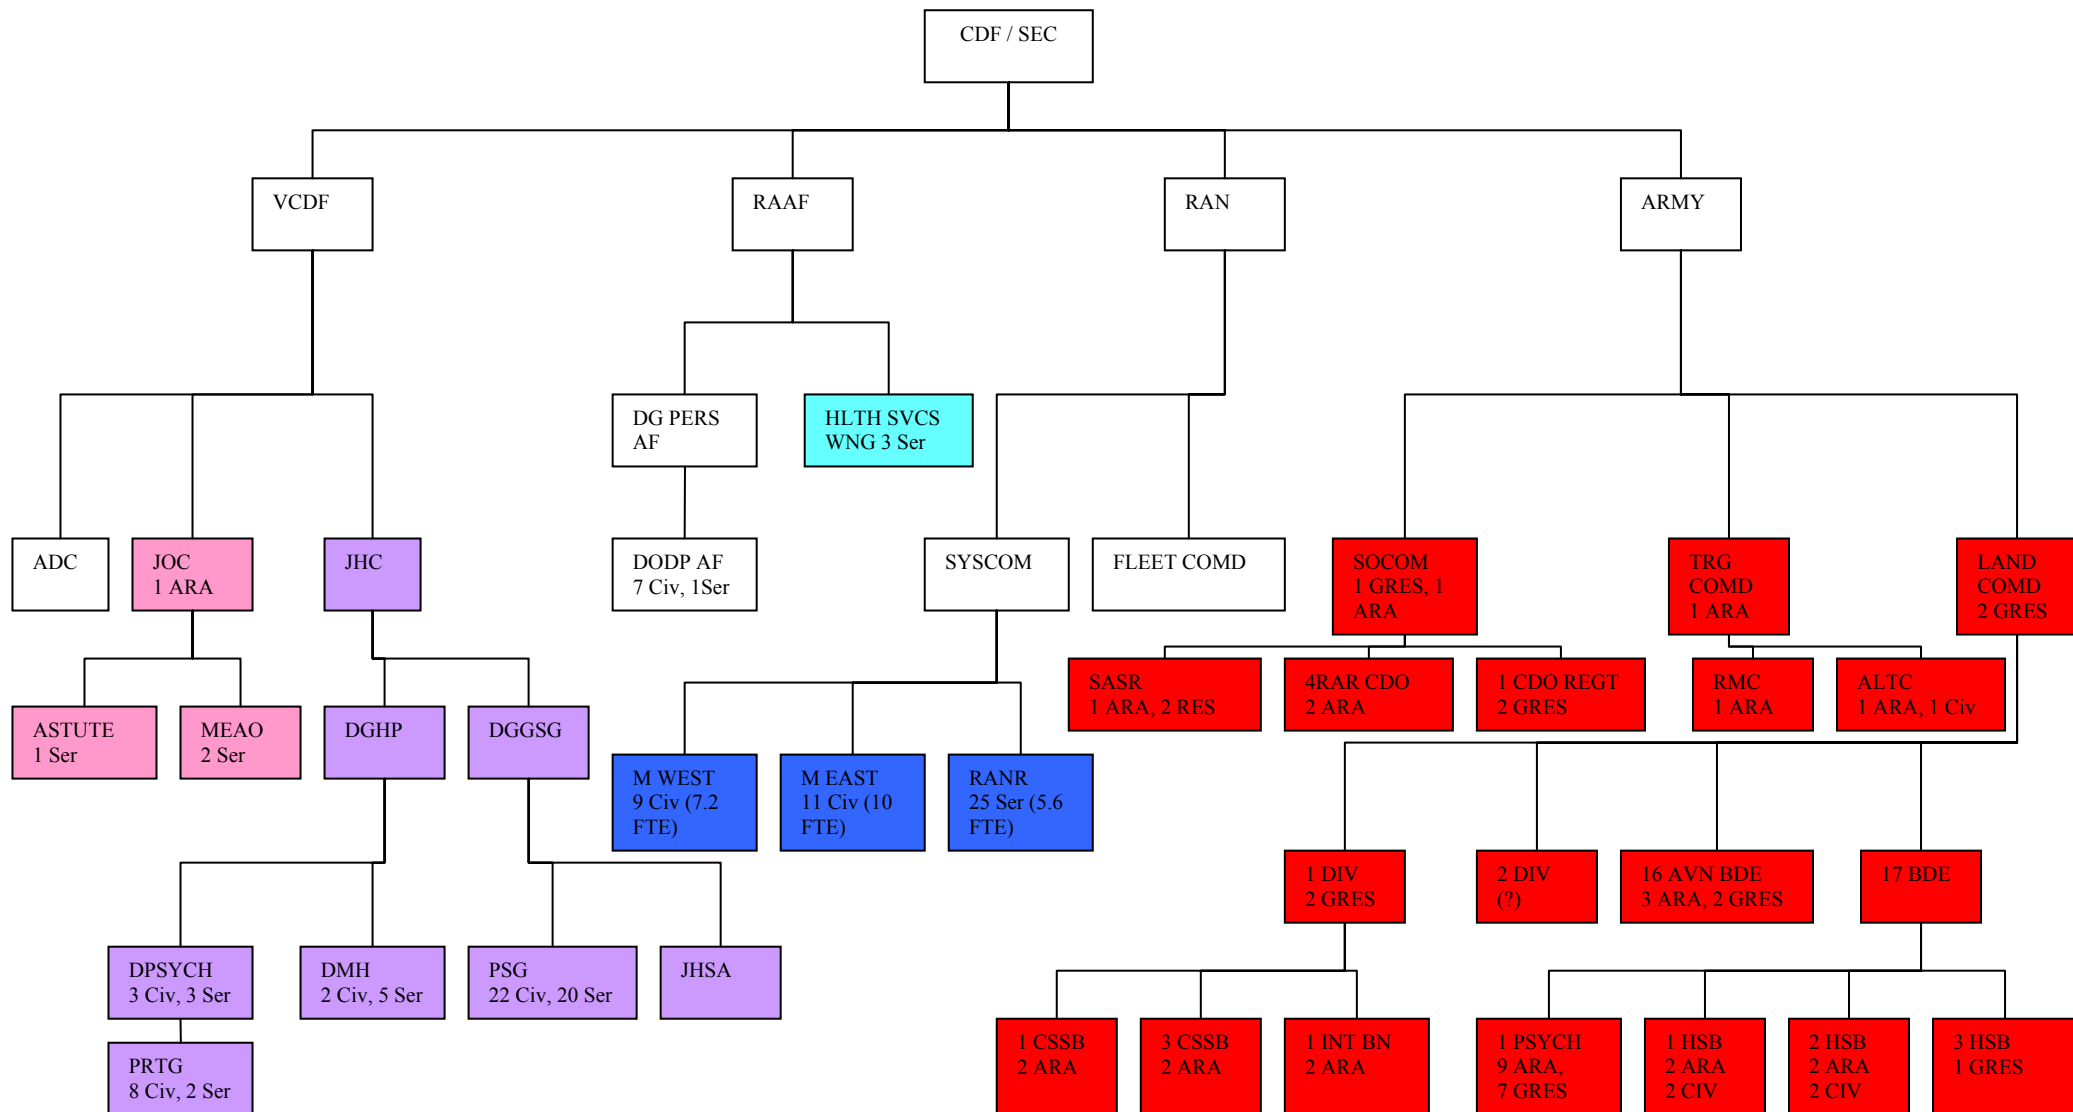 CDF / SEC
VCDF
RAAF
RAN
ARMY
DG PERS
AF
HLTH SVCS
WNG 3 Ser
ADC
JOC
1 ARA
JHC
DODP AF
7 Civ, 1Ser
SYSCOM
FLEET COMD
SOCOM
1 GRES, 1
ARA
TRG
COMD
1 ARA
LAND
COMD
2 GRES
SASR
1 ARA, 2 RES
4RAR CDO
2 ARA
1 CDO REGT
2 GRES
RMC
1 ARA
ALTC
1 ARA, 1 Civ
ASTUTE
1 Ser
MEAO
2 Ser
DGHP
DGGSG
M WEST
9 Civ (7.2
FTE)
M EAST
11 Civ (10
FTE)
RANR
25 Ser (5.6
FTE)
1 DIV
2 GRES
2 DIV
(?)
16 AVN BDE
3 ARA, 2 GRES
17 BDE
DPSYCH
3 Civ, 3 Ser
DMH
2 Civ, 5 Ser
PSG
22 Civ, 20 Ser
JHSA
PRTG
8 Civ, 2 Ser
1 CSSB
2 ARA
3 CSSB
2 ARA
1 INT BN
2 ARA
1 PSYCH
9 ARA,
7 GRES
1 HSB
2 ARA
2 CIV
2 HSB
2 ARA
2 CIV
3 HSB
1 GRES